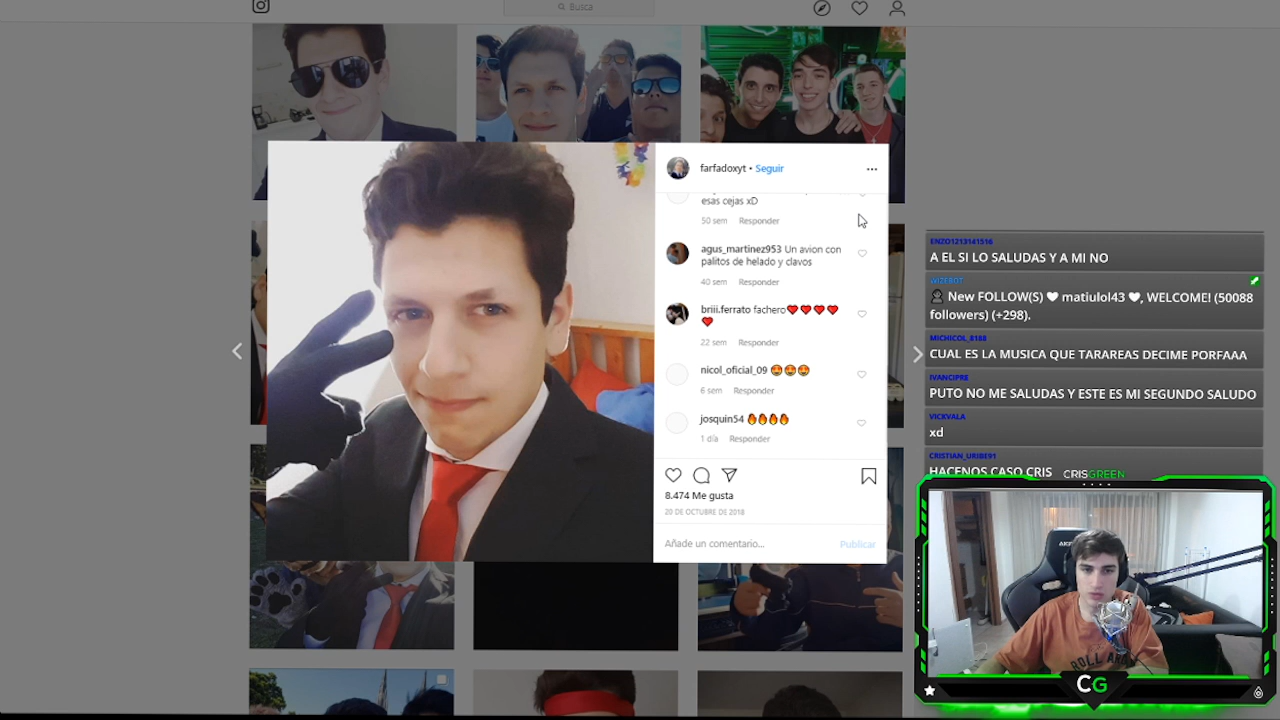 Busca
farfadoxyt • Seguir
esas cejas xD
50 sem Responder
agus_martinez953 Un avion con
palitos de helado y clavos
40 sem Responder
briii.ferrato fachero❤❤❤❤
❤
22 sem Responder
nicol_oficial_09 😍😍😍
6 sem Responder
josquin54 🔥🔥🔥🔥
1 día Responder
8.474 Me gusta
20 DE OCTUBRE DE 2018
Añade un comentario...
Publicar
ENZO1213141516
A EL SI LO SALUDAS Y A MI NO
WIZEBOT
New FOLLOW(S) ❤ matiulol43 ❤, WELCOME! (50088
followers) (+298).
MICHICOL_8188
CUAL ES LA MUSICA QUE TARAREAS DECIME PORFAAA
IVANCIPRE
PUTO NO ME SALUDAS Y ESTE ES MI SEGUNDO SALUDO
VICKVALA
xd
CRISTIAN_URIBE91
HACENOS CASO CRIS
CRISGREEN
ROLL
CG